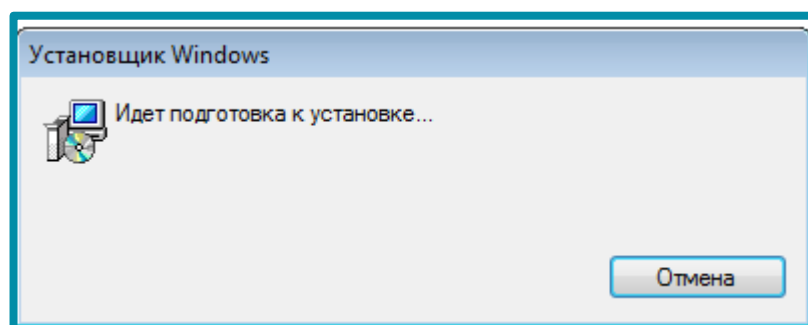 Установщик Windows
Идет подготовка к установке...
Отмена